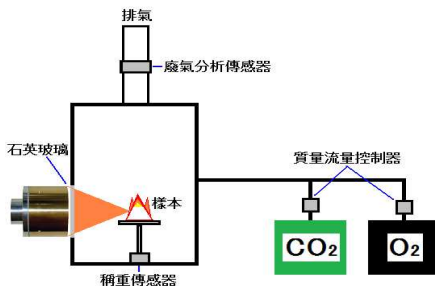 排氣
廢氣分析傳感器
石英玻璃
質量流量控制器
樣本
CO₂
O₂
稱重傳感器